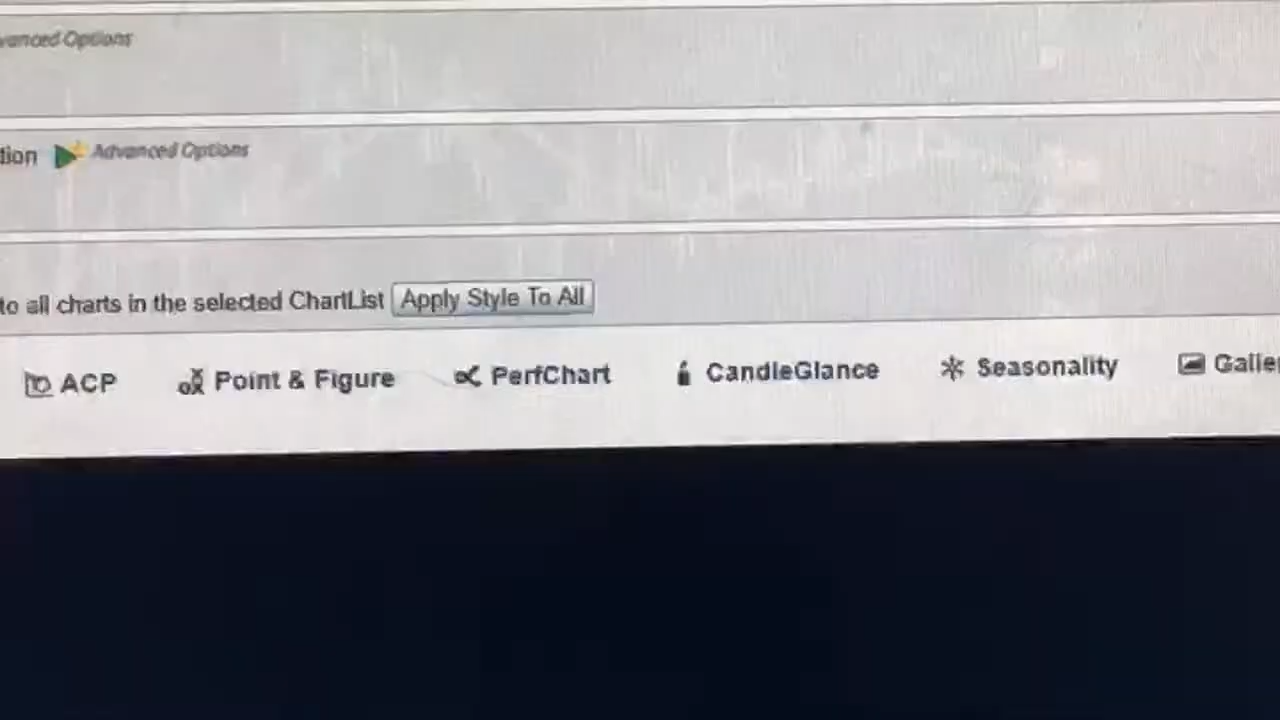 Advanced Options
Advanced Options
to all charts in the selected ChartList Apply Style To All
ACP Point & Figure PerfChart CandleGlance Seasonality